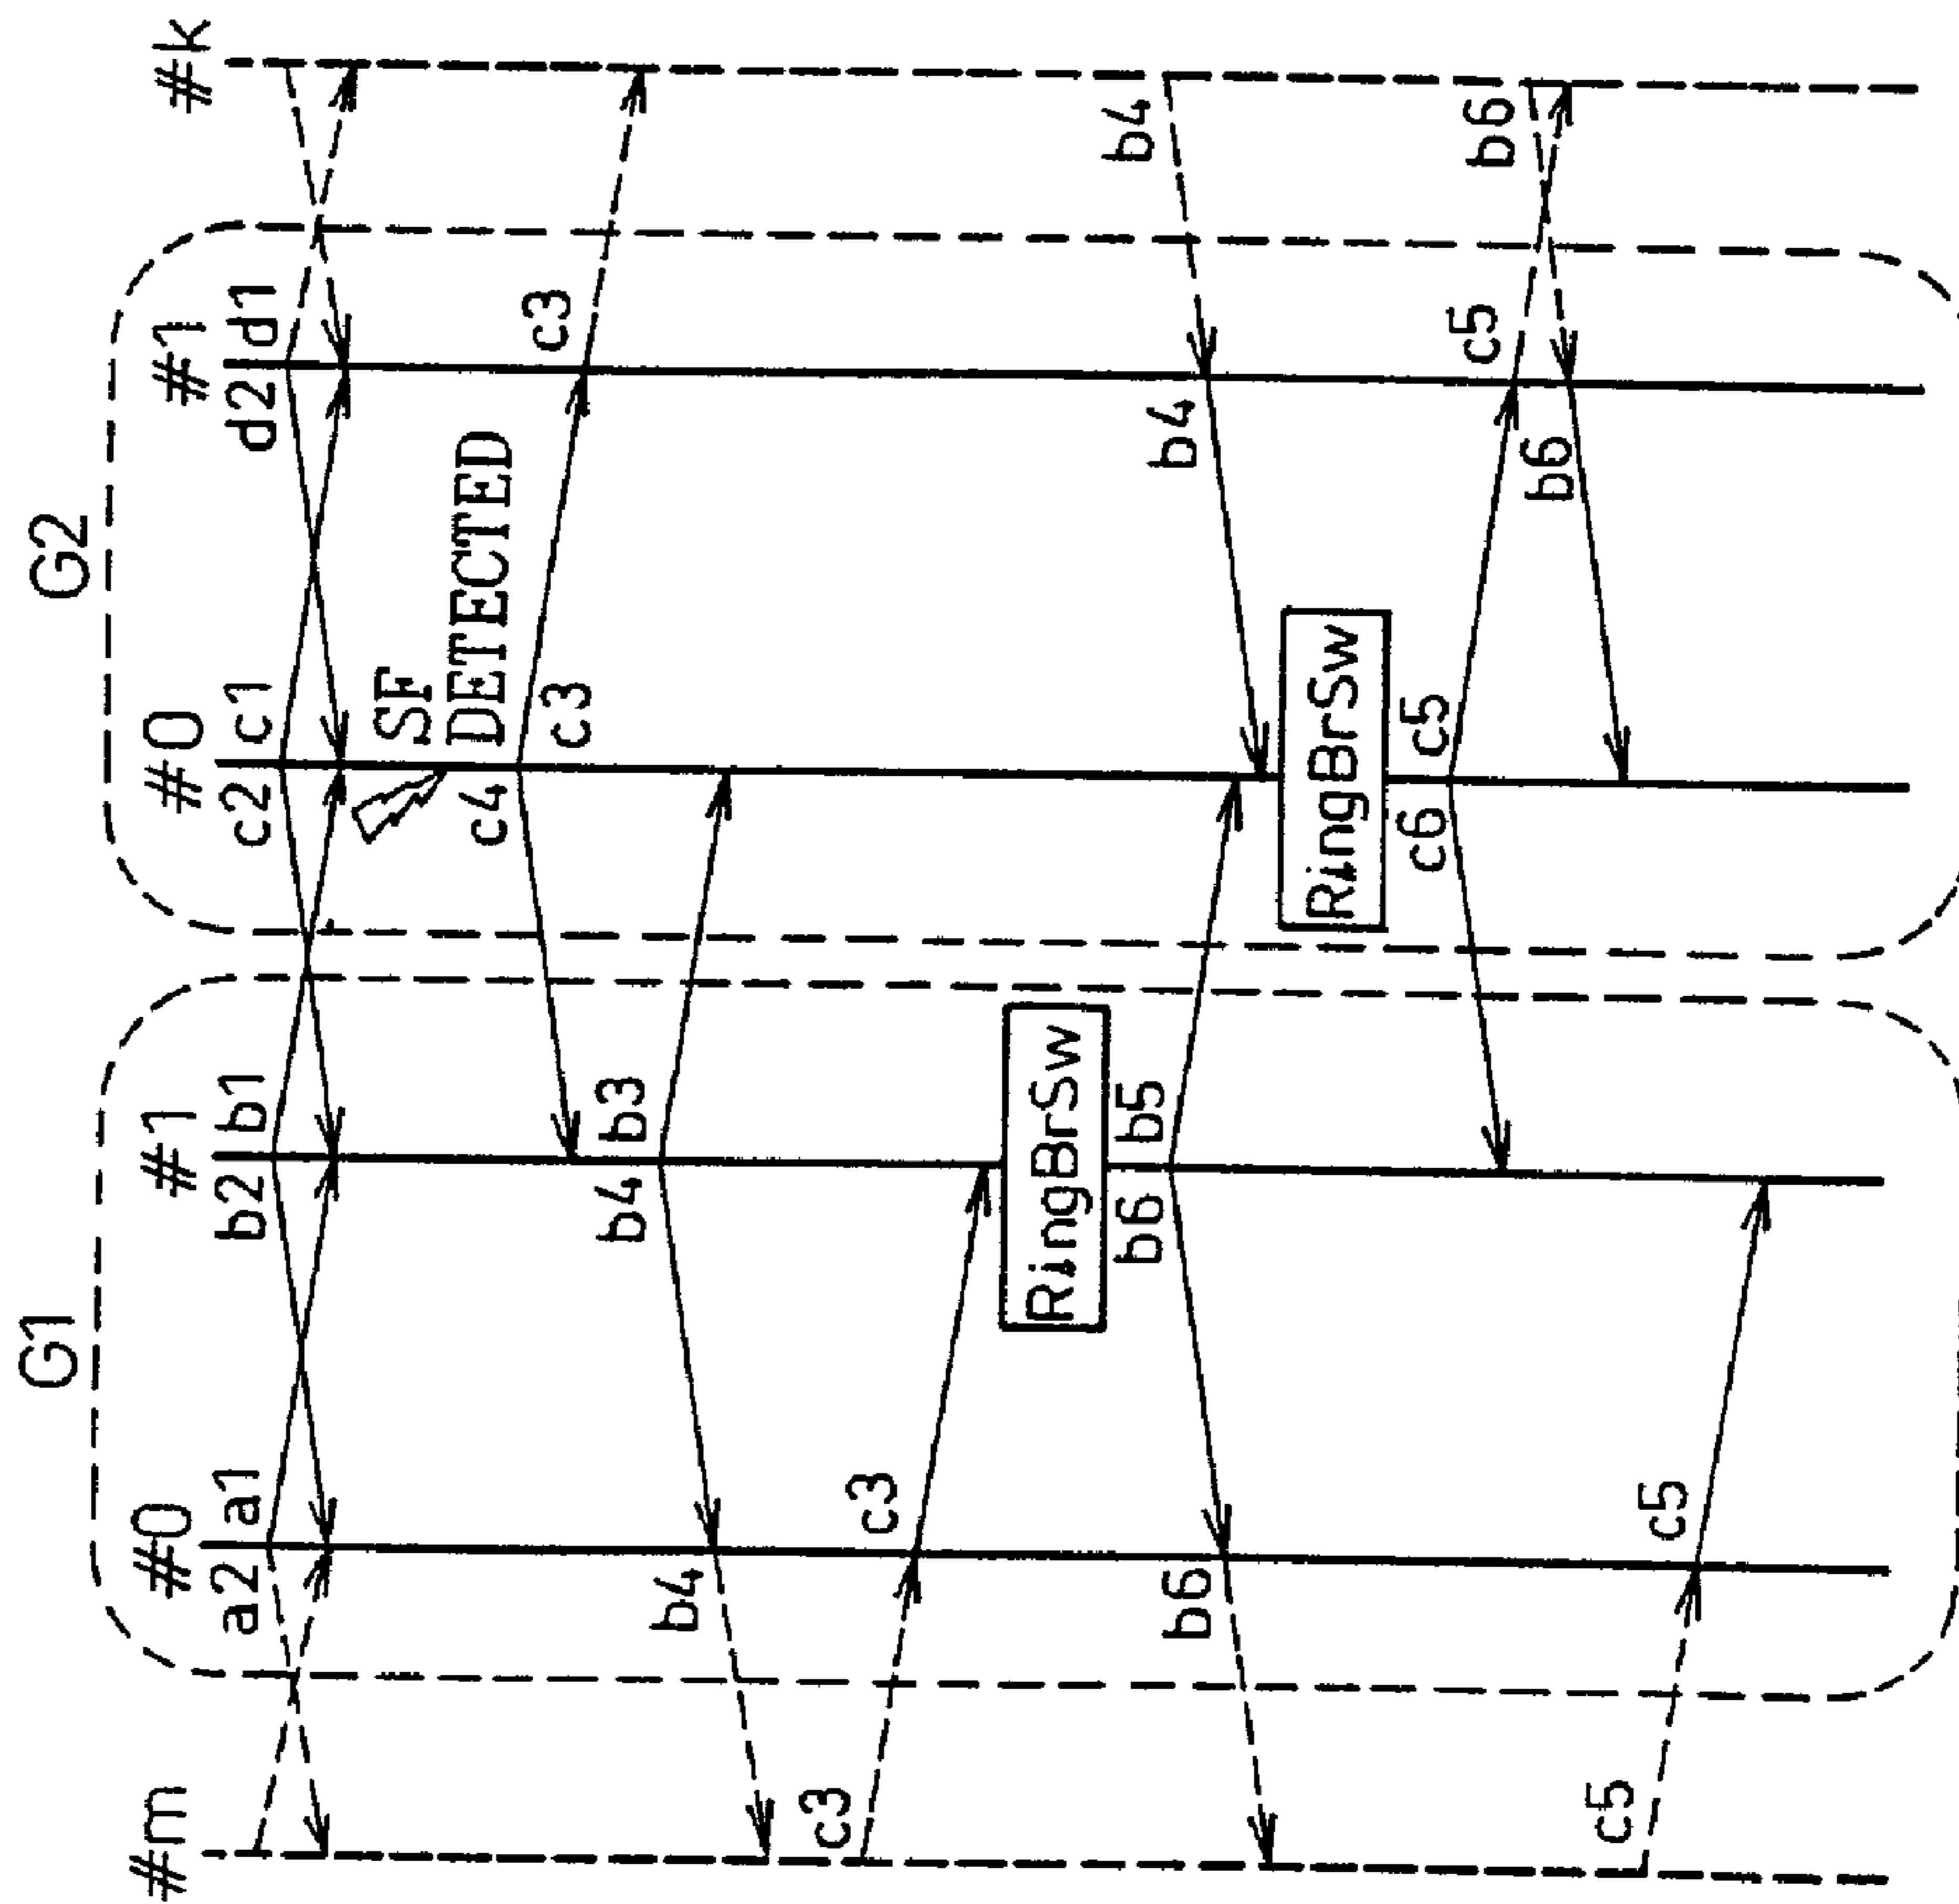 G1 G2
#m #0 #1 #0 #1 #k
a2 a1 b2 b1 c2 c1 d2 d1
SF
DETECTED
c4 c3 c3
b4 b3
b4
c3
c3
RingBrSw
b6 b5 b4
b6 b4
RingBrSw
c6 c5 c5 b6
b6
c5
c5